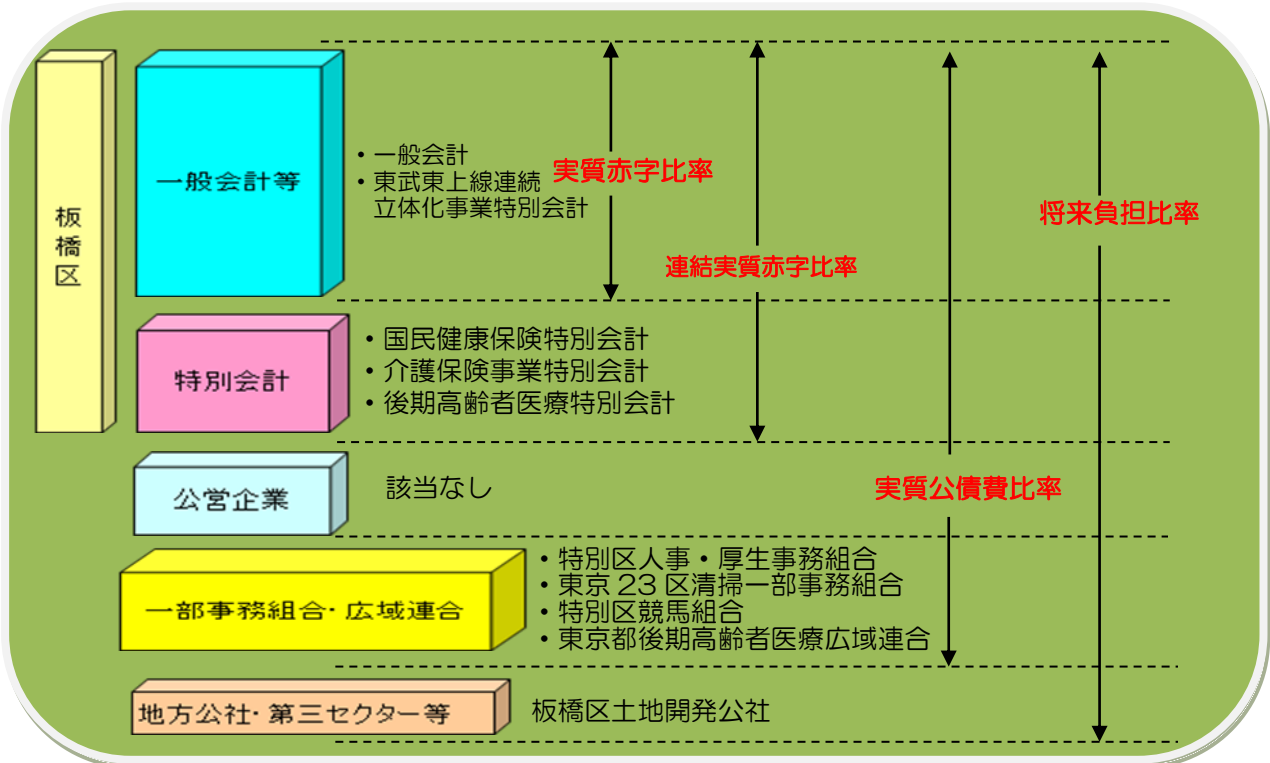 板橋区
一般会計等
・一般会計
・東武東上線連続
立体化事業特別会計
実質赤字比率
連結実質赤字比率
将来負担比率
特別会計
・国民健康保険特別会計
・介護保険事業特別会計
・後期高齢者医療特別会計
公営企業
該当なし
実質公債費比率
一部事務組合・広域連合
・特別区人事・厚生事務組合
・東京23区清掃一部事務組合
・特別区競馬組合
・東京都後期高齢者医療広域連合
地方公社・第三セクター等
板橋区土地開発公社